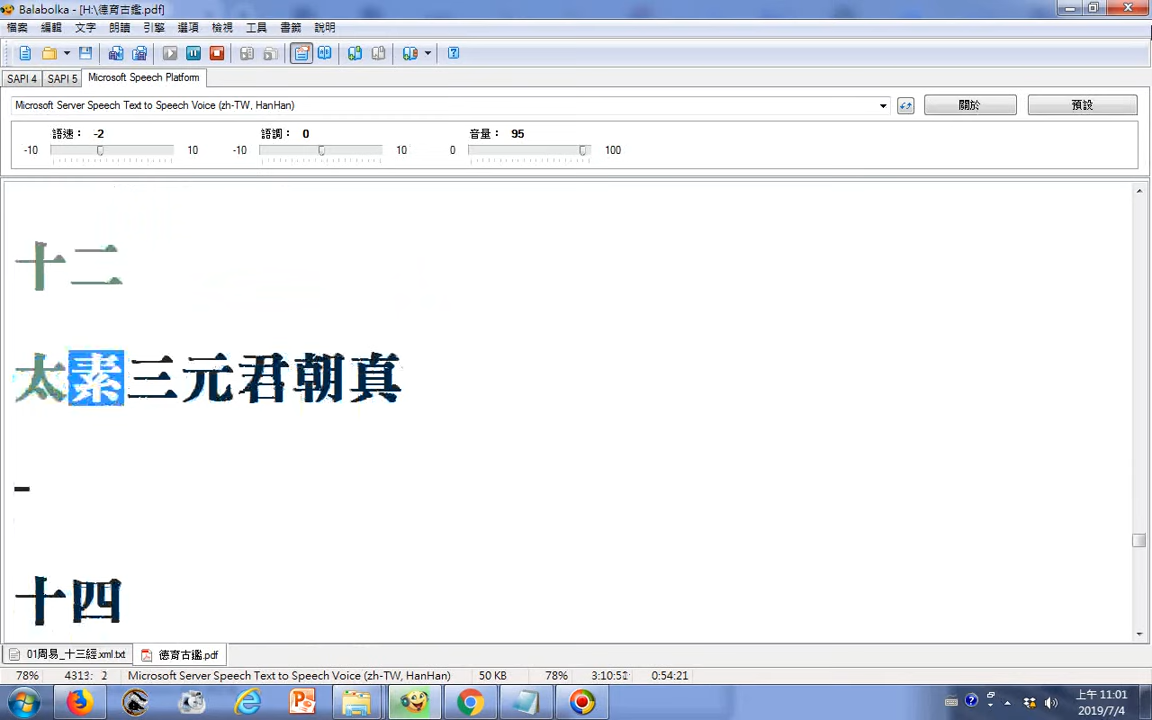 Balabolka - [H:\德育古鑑.pdf]
檔案 編輯 文字 朗讀 引擎 選項 檢視 工具 書籤 說明
SAPI 4 SAPI 5 Microsoft Speech Platform
Microsoft Server Speech Text to Speech Voice (zh-TW, HanHan) 關於 預設
語速： -2 語調： 0 音量： 95
-10 10 -10 10 0 100
十二
太素三元君朝真
-
十四
01周易_十三經.xml.txt 德育古鑑.pdf
78% 4313: 2 Microsoft Server Speech Text to Speech Voice (zh-TW, HanHan) 50 KB 78% 3:10:51 0:54:21
上午 11:01
2019/7/4